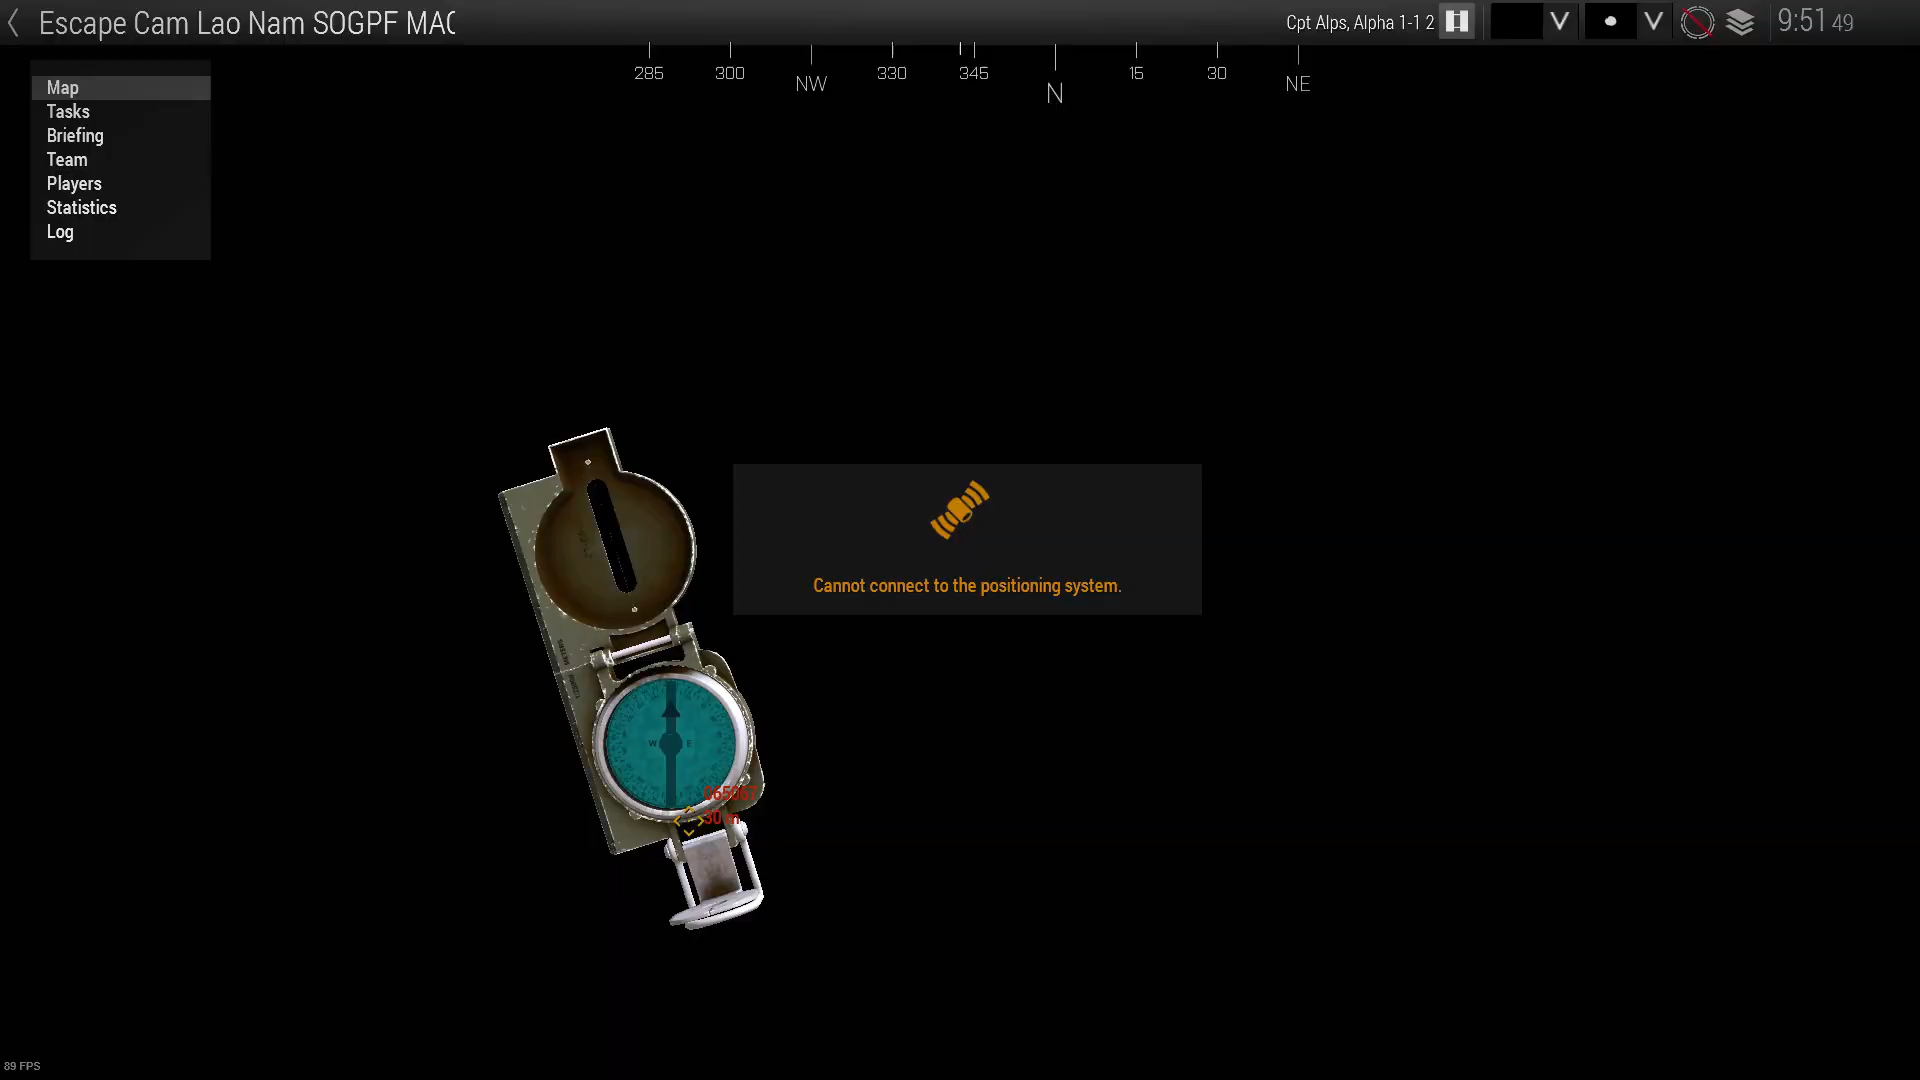 Escape Cam Lao Nam SOGPF MAC
Cpt Alps, Alpha 1-1 2
9:51 49
285 300 NW 330 345 N 15 30 NE
Map
Tasks
Briefing
Team
Players
Statistics
Log
Cannot connect to the positioning system.
W E
30 m
89 FPS